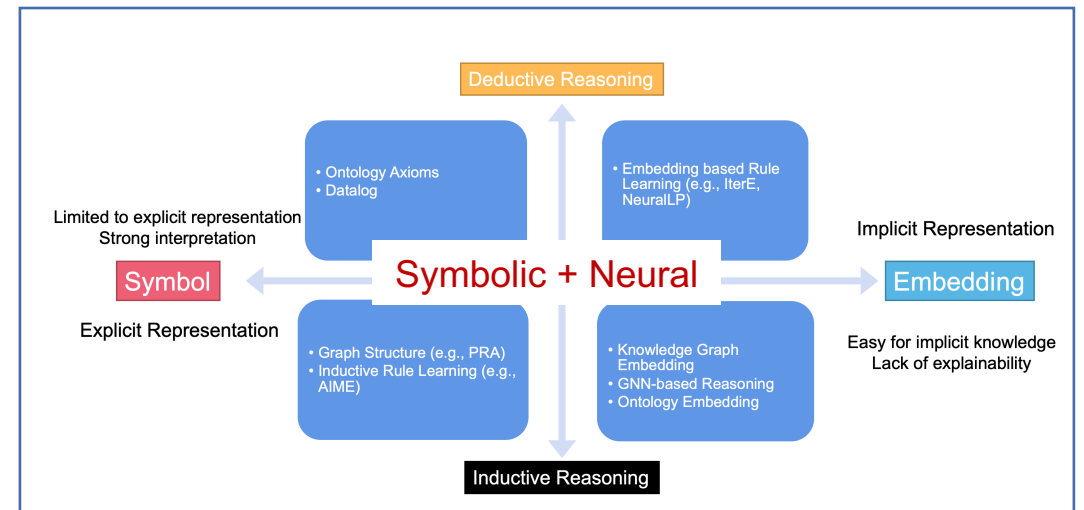 Deductive Reasoning
• Ontology Axioms
• Datalog
• Embedding based Rule
Learning (e.g., IterE,
NeuralLP)
Limited to explicit representation
Strong interpretation
Implicit Representation
Symbol
Symbolic + Neural
Embedding
Explicit Representation
• Graph Structure (e.g., PRA)
• Inductive Rule Learning (e.g.,
AIME)
• Knowledge Graph
Embedding
• GNN-based Reasoning
• Ontology Embedding
Easy for implicit knowledge
Lack of explainability
Inductive Reasoning